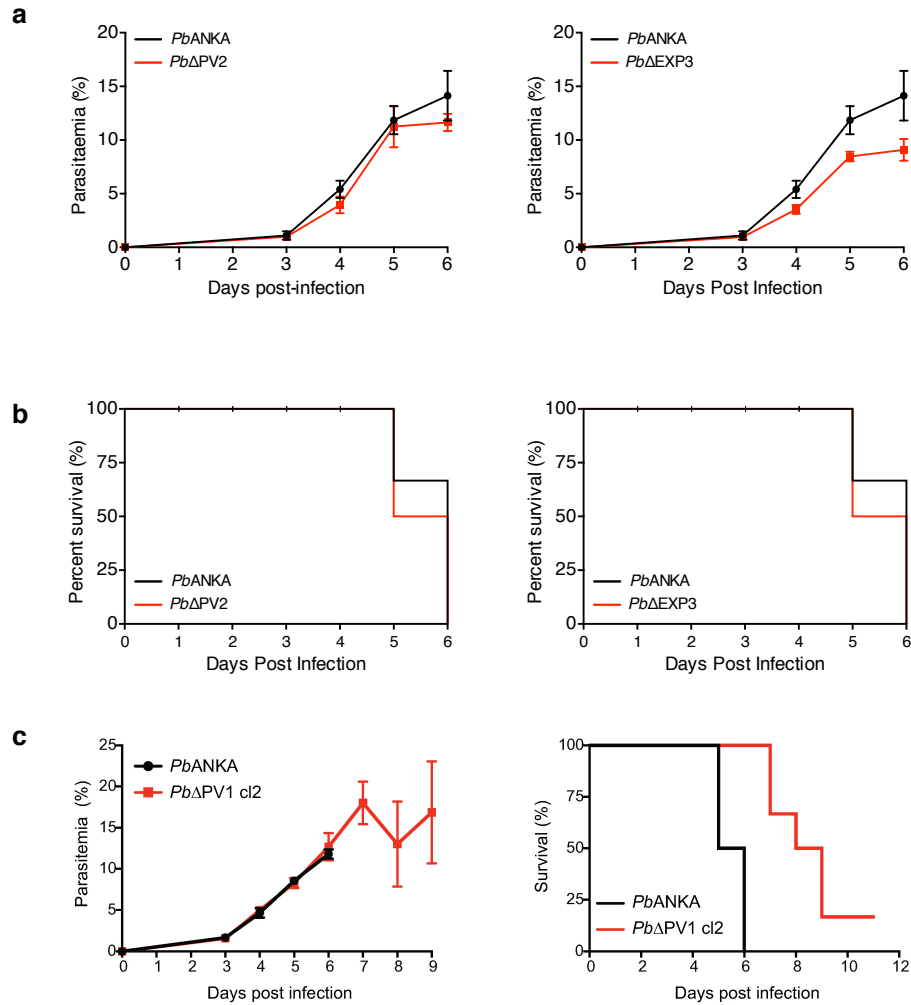 a
PbANKA
PbΔPV2
20
15
10
5
0
Parasitaemia (%)
0 1 2 3 4 5 6
Days post-infection
PbANKA
PbΔEXP3
20
15
10
5
0
Parasitaemia (%)
0 1 2 3 4 5 6
Days Post Infection
b
100
75
50
25
0
Percent survival (%)
PbANKA
PbΔPV2
0 1 2 3 4 5 6
Days Post Infection
100
75
50
25
0
Percent survival (%)
PbANKA
PbΔEXP3
0 1 2 3 4 5 6
Days Post Infection
c
25
20
15
10
5
0
Parasitemia (%)
PbANKA
PbΔPV1 cl2
0 1 2 3 4 5 6 7 8 9
Days post infection
100
75
50
25
0
Survival (%)
PbANKA
PbΔPV1 cl2
0 2 4 6 8 10 12
Days post infection